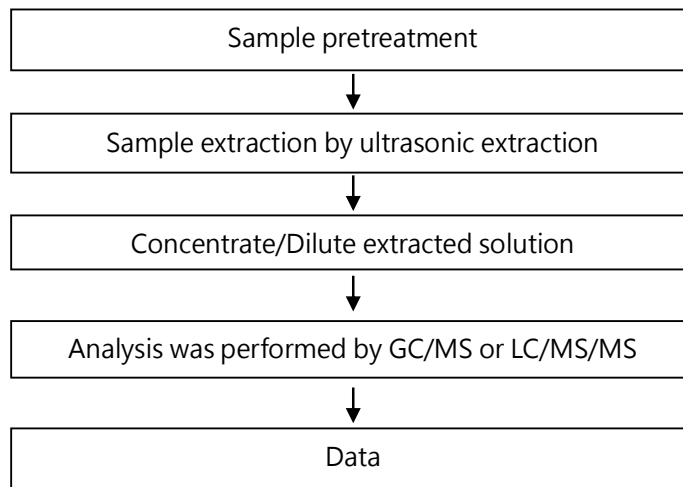 Sample pretreatment
Sample extraction by ultrasonic extraction
Concentrate/Dilute extracted solution
Analysis was performed by GC/MS or LC/MS/MS
Data